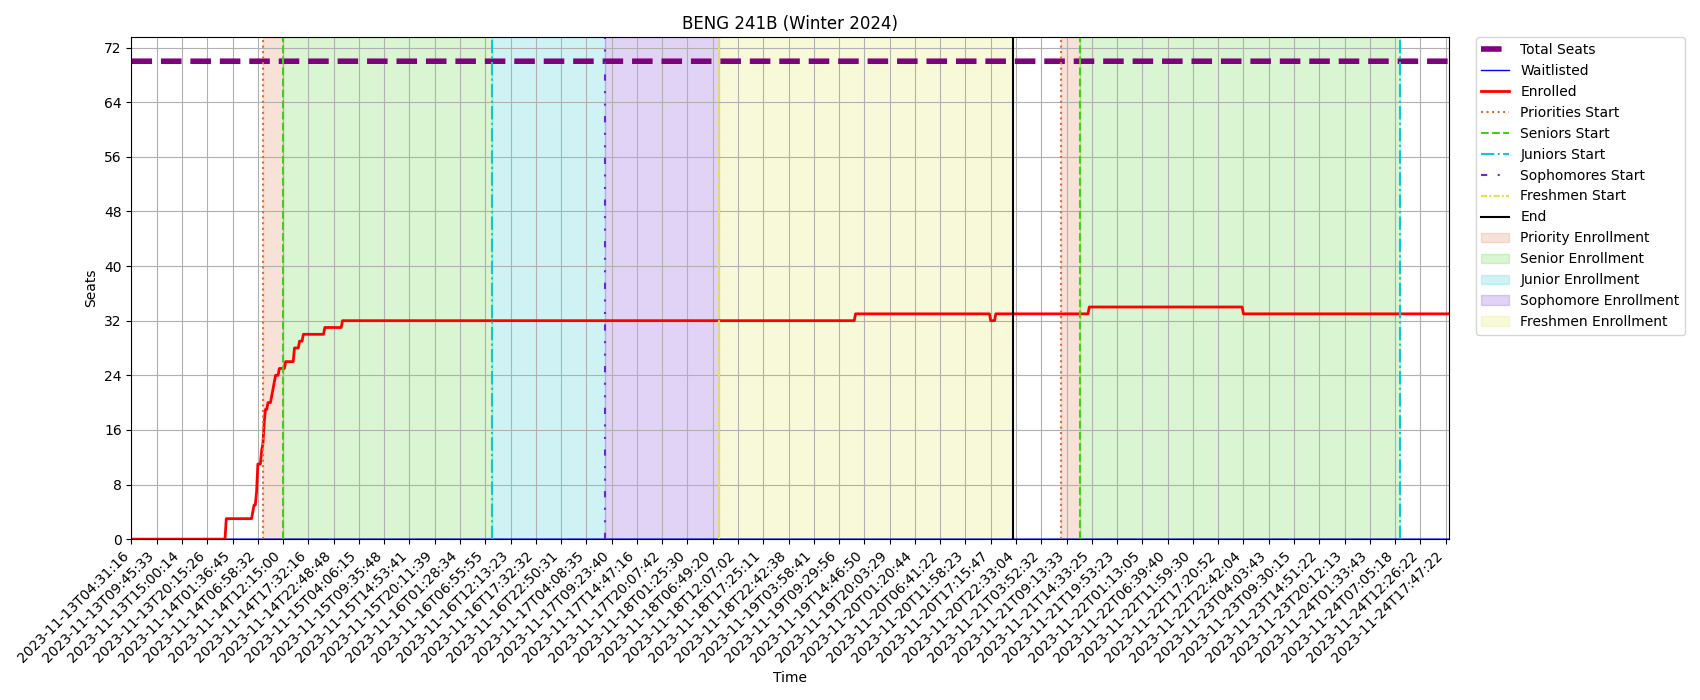 BENG 241B (Winter 2024)
72
64
56
48
40
32
24
16
8
0
Seats
2023-11-13T04:31:16
2023-11-13T09:45:33
2023-11-13T15:00:14
2023-11-13T20:15:26
2023-11-14T01:36:45
2023-11-14T06:58:32
2023-11-14T12:15:00
2023-11-14T17:32:16
2023-11-14T22:48:48
2023-11-15T04:06:15
2023-11-15T09:35:48
2023-11-15T14:53:41
2023-11-15T20:11:39
2023-11-16T01:28:34
2023-11-16T06:55:55
2023-11-16T12:13:23
2023-11-16T17:32:32
2023-11-16T22:50:31
2023-11-17T04:08:35
2023-11-17T09:23:40
2023-11-17T14:47:16
2023-11-17T20:07:42
2023-11-18T01:25:30
2023-11-18T06:49:20
2023-11-18T12:07:02
2023-11-18T17:25:11
2023-11-18T22:42:38
2023-11-19T03:58:41
2023-11-19T09:29:56
2023-11-19T14:46:50
2023-11-19T20:03:29
2023-11-20T01:20:44
2023-11-20T06:41:22
2023-11-20T11:58:23
2023-11-20T17:15:47
2023-11-20T22:33:04
2023-11-21T03:52:32
2023-11-21T09:13:33
2023-11-21T14:33:25
2023-11-21T19:53:23
2023-11-22T01:13:05
2023-11-22T06:39:40
2023-11-22T11:59:30
2023-11-22T17:20:52
2023-11-22T22:42:04
2023-11-23T04:03:43
2023-11-23T09:30:15
2023-11-23T14:51:22
2023-11-23T20:12:13
2023-11-24T01:33:43
2023-11-24T07:05:18
2023-11-24T12:26:22
2023-11-24T17:47:22
Time
Total Seats
Waitlisted
Enrolled
Priorities Start
Seniors Start
Juniors Start
Sophomores Start
Freshmen Start
End
Priority Enrollment
Senior Enrollment
Junior Enrollment
Sophomore Enrollment
Freshmen Enrollment